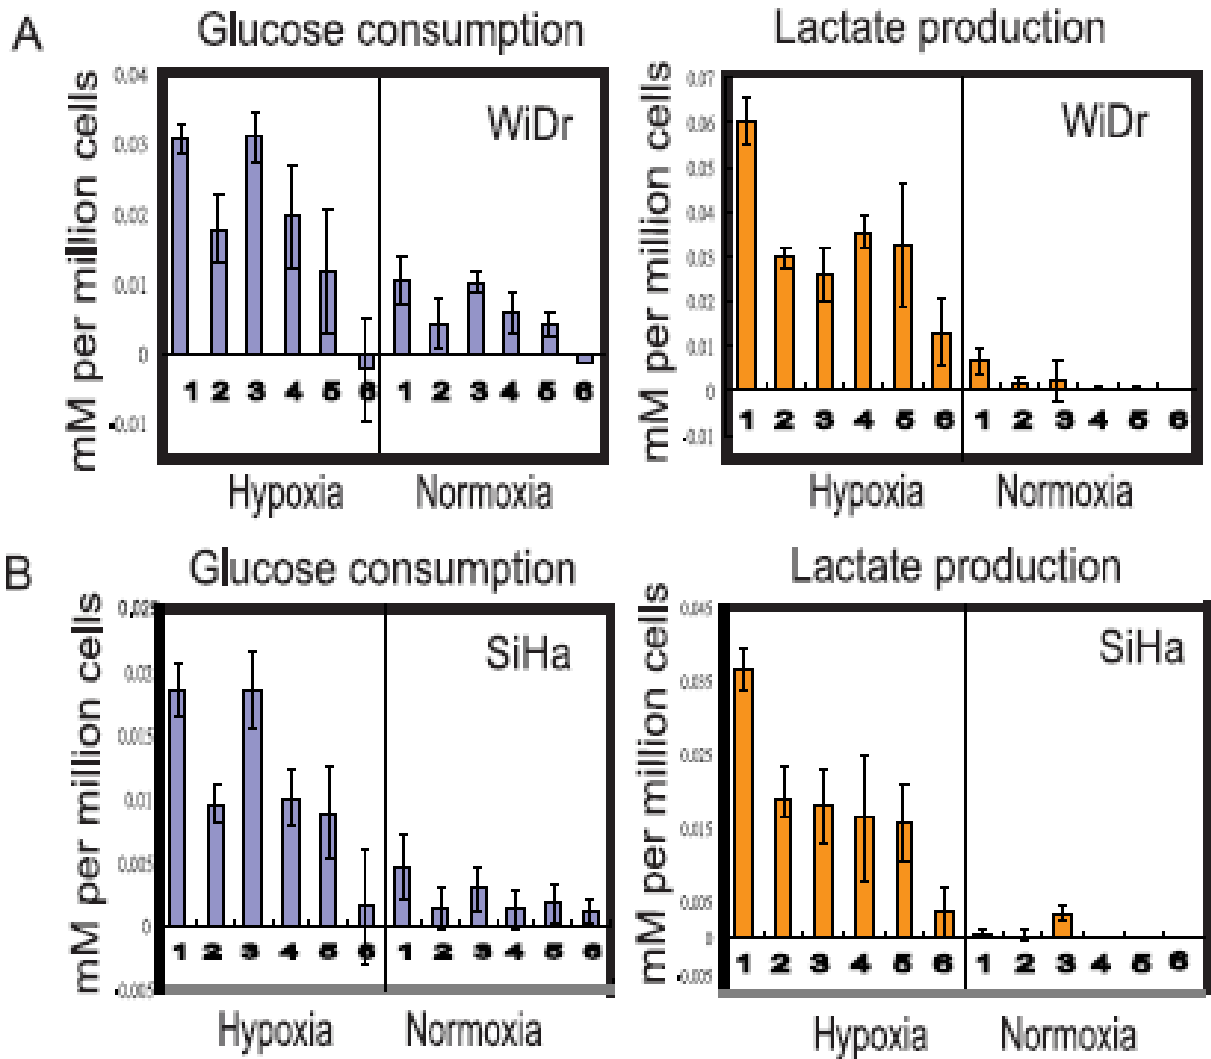 A
Glucose consumption
Lactate production
mM per million cells
0.04
0.03
0.02
0.01
0
-0.01
WiDr
1 2 3 4 5 6 1 2 3 4 5 6
Hypoxia Normoxia
mM per million cells
0.07
0.06
0.05
0.04
0.03
0.02
0.01
0
-0.01
WiDr
1 2 3 4 5 6 1 2 3 4 5 6
Hypoxia Normoxia
B
Glucose consumption
Lactate production
mM per million cells
0.025
0.02
0.015
0.01
0.005
0
-0.005
SiHa
1 2 3 4 5 6 1 2 3 4 5 6
Hypoxia Normoxia
mM per million cells
0.045
0.035
0.025
0.015
0.005
0
-0.005
SiHa
1 2 3 4 5 6 1 2 3 4 5 6
Hypoxia Normoxia